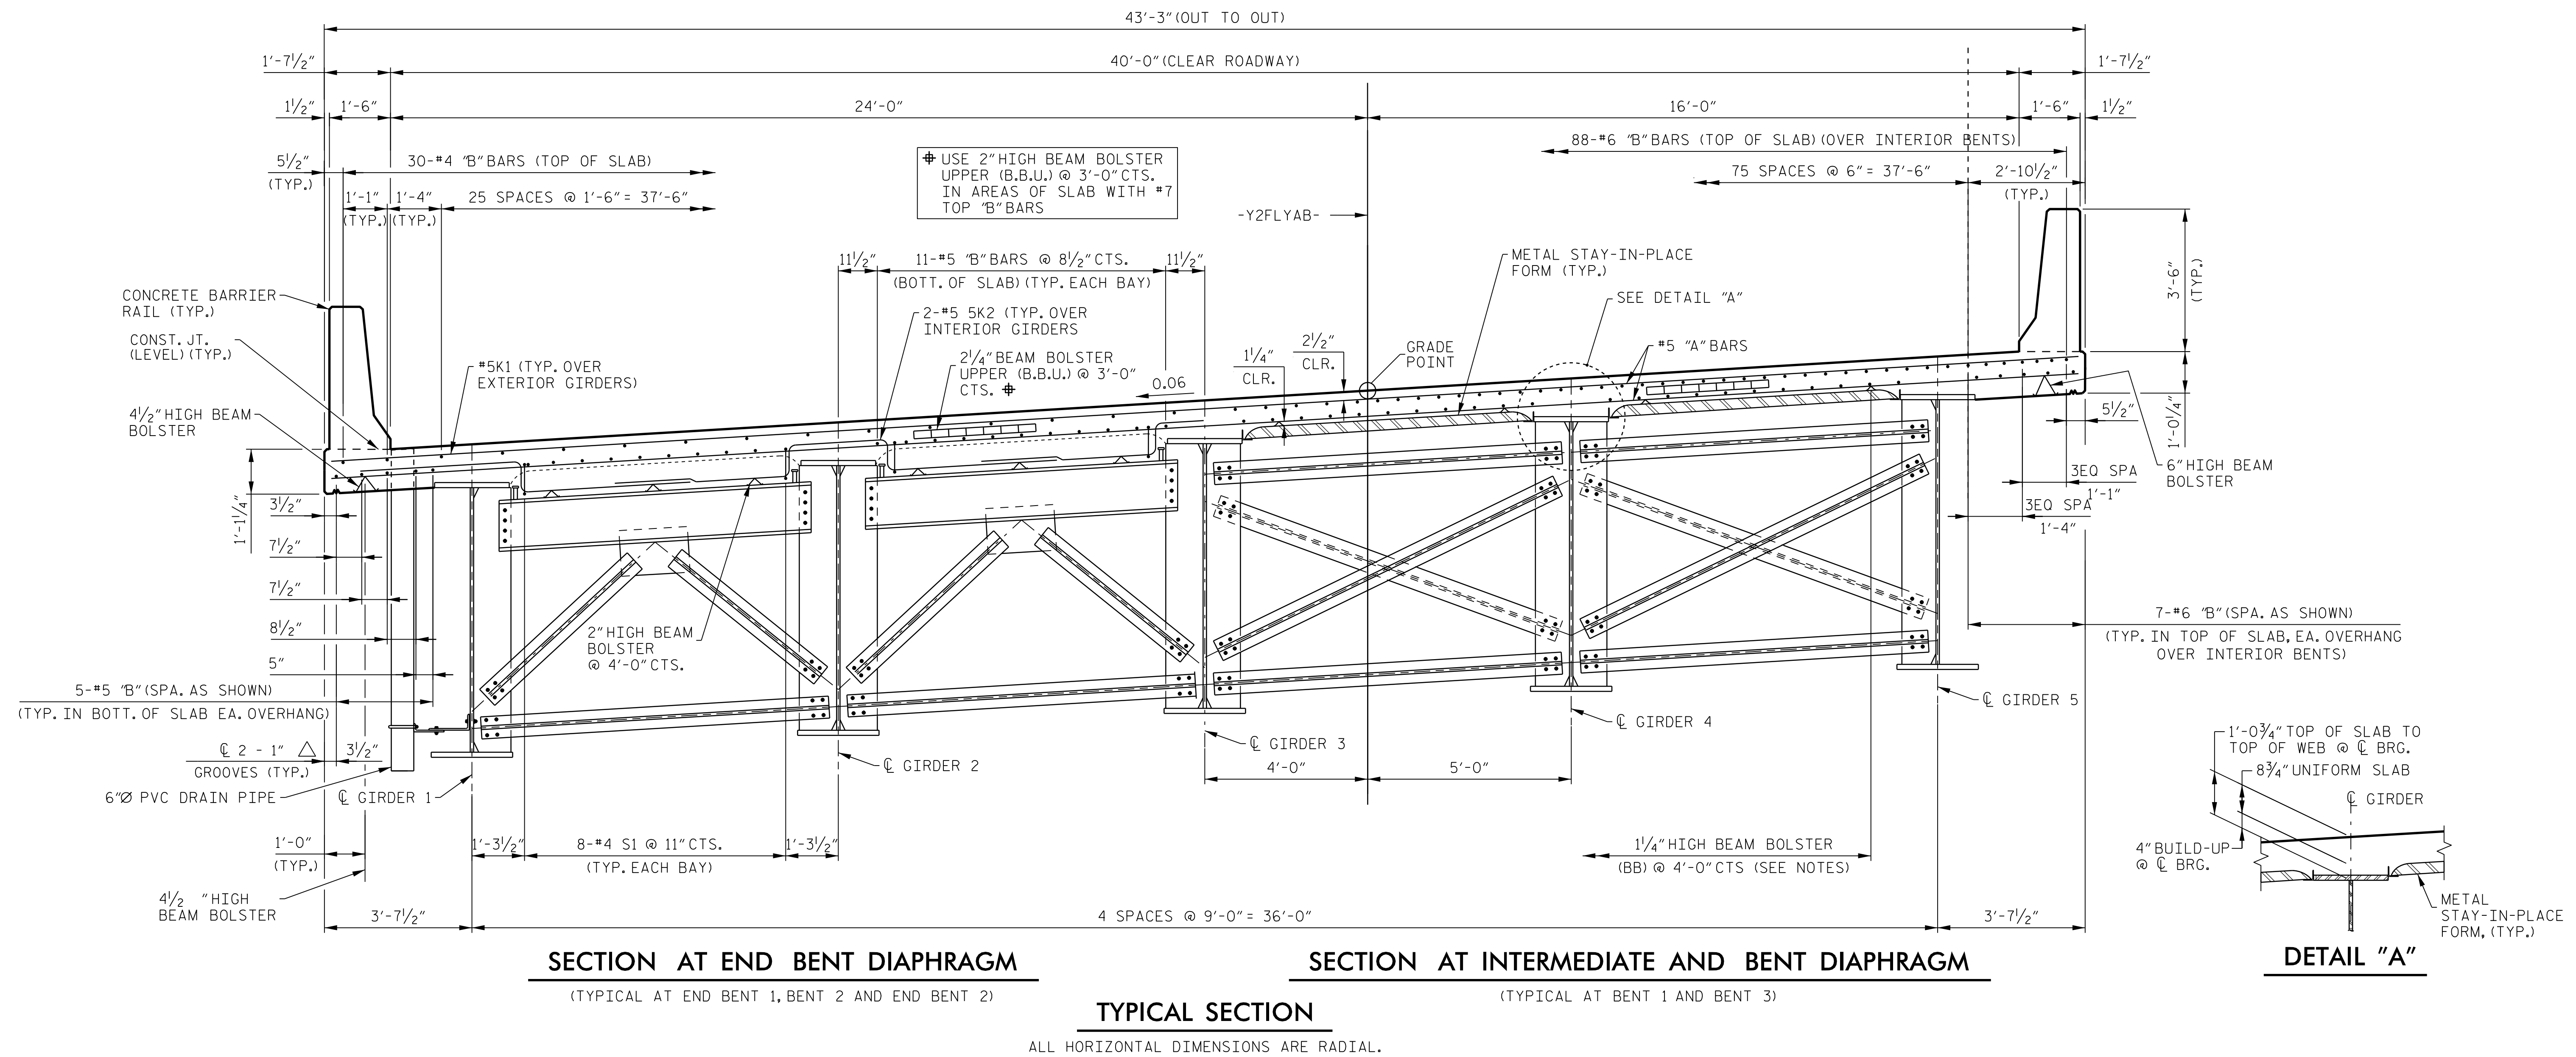 43'-3"(OUT TO OUT)
1'-7½"
40'-0"(CLEAR ROADWAY)
1'-7½"
1½"
1'-6"
24'-0"
16'-0"
1'-6"
1½"
88-#6 "B"BARS (TOP OF SLAB)(OVER INTERIOR BENTS)
5½"
(TYP.)
30-#4 "B"BARS (TOP OF SLAB)
75 SPACES @ 6"= 37'-6"
2'-10½"
(TYP.)
1'-1"
(TYP.)
1'-4"
(TYP.)
25 SPACES @ 1'-6"= 37'-6"
USE 2"HIGH BEAM BOLSTER
UPPER (B.B.U.) @ 3'-0"CTS.
IN AREAS OF SLAB WITH #7
TOP "B"BARS
-Y2FLYAB-
11½"
11-#5 "B"BARS @ 8½"CTS.
(BOTT. OF SLAB)(TYP. EACH BAY)
11½"
METAL STAY-IN-PLACE
FORM (TYP.)
SEE DETAIL "A"
3'-6"
(TYP.)
CONCRETE BARRIER
RAIL (TYP.)
CONST. JT.
(LEVEL)(TYP.)
2-#5 5K2 (TYP. OVER
INTERIOR GIRDERS
#5K1 (TYP. OVER
EXTERIOR GIRDERS)
2¼"BEAM BOLSTER
UPPER (B.B.U.) @ 3'-0"
CTS.
0.06
1¼"
CLR.
2½"
CLR.
GRADE
POINT
#5 "A"BARS
4½"HIGH BEAM
BOLSTER
5½"
1'-0¼"
1'-1¼"
3½"
7½"
7½"
8½"
5"
3EQ SPA
1'-1"
3EQ SPA
1'-4"
6"HIGH BEAM
BOLSTER
2"HIGH BEAM
BOLSTER
@ 4'-0"CTS.
7-#6 "B"(SPA. AS SHOWN)
(TYP. IN TOP OF SLAB, EA. OVERHANG
OVER INTERIOR BENTS)
5-#5 "B"(SPA. AS SHOWN)
(TYP. IN BOTT. OF SLAB EA. OVERHANG)
℄ 2 - 1" △
GROOVES (TYP.)
3½"
6"Ø PVC DRAIN PIPE
℄ GIRDER 1
℄ GIRDER 2
℄ GIRDER 3
℄ GIRDER 4
℄ GIRDER 5
4'-0"
5'-0"
1'-0¾"TOP OF SLAB TO
TOP OF WEB @ ℄ BRG.
8¾"UNIFORM SLAB
℄ GIRDER
4"BUILD-UP
@ ℄ BRG.
METAL
STAY-IN-PLACE
FORM, (TYP.)
DETAIL "A"
1'-0"
(TYP.)
1'-3½"
8-#4 S1 @ 11"CTS.
(TYP. EACH BAY)
1'-3½"
1¼"HIGH BEAM BOLSTER
(BB) @ 4'-0"CTS (SEE NOTES)
4½ "HIGH
BEAM BOLSTER
3'-7½"
4 SPACES @ 9'-0"= 36'-0"
3'-7½"
SECTION AT END BENT DIAPHRAGM
(TYPICAL AT END BENT 1, BENT 2 AND END BENT 2)
SECTION AT INTERMEDIATE AND BENT DIAPHRAGM
(TYPICAL AT BENT 1 AND BENT 3)
TYPICAL SECTION
ALL HORIZONTAL DIMENSIONS ARE RADIAL.